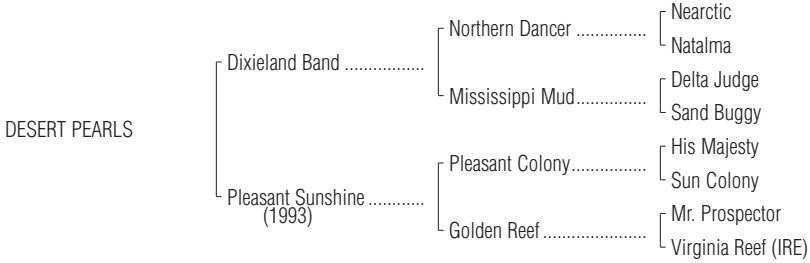 Nearctic
Northern Dancer ...............
Natalma
Dixieland Band .................
Delta Judge
Mississippi Mud...............
Sand Buggy
DESERT PEARLS
His Majesty
Pleasant Colony................
Sun Colony
Pleasant Sunshine ............
(1993)
Mr. Prospector
Golden Reef ......................
Virginia Reef (IRE)